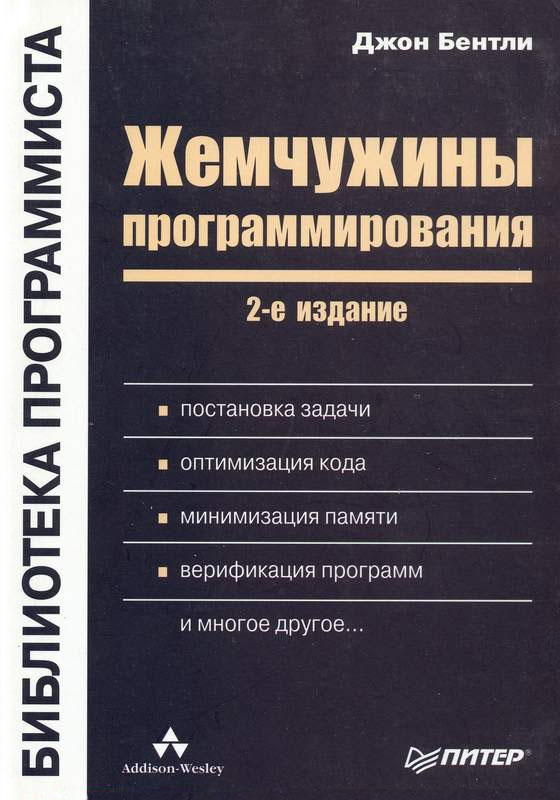 БИБЛИОТЕКА ПРОГРАММИСТА
Джон Бентли
Жемчужины
программирования
2-е издание
постановка задачи
оптимизация кода
минимизация памяти
верификация программ
и многое другое...
Addison-Wesley
ПИТЕР